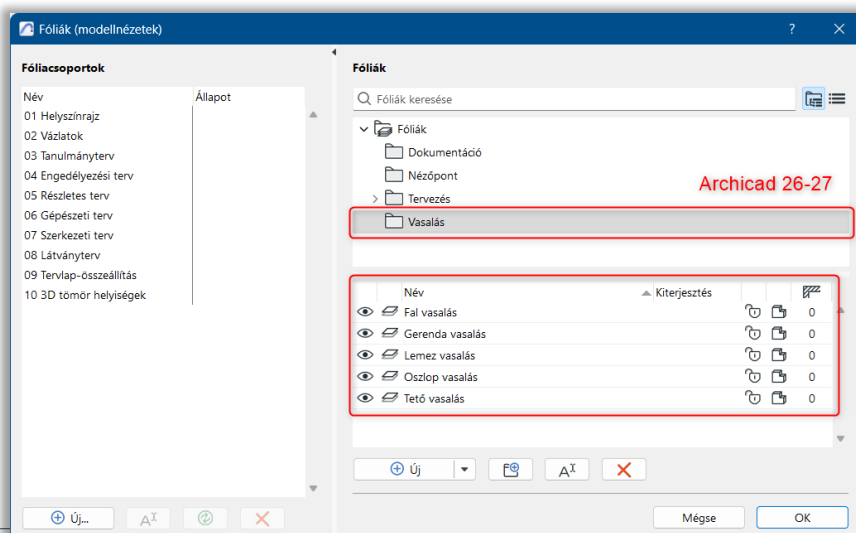 Fóliák (modellnézetek)
Fóliacsoportok
Név Állapot
01 Helyszínrajz
02 Vázlatok
03 Tanulmányterv
04 Engedélyezési terv
05 Részletes terv
06 Gépészeti terv
07 Szerkezeti terv
08 Látványterv
09 Tervlap-összeállítás
10 3D tömör helyiségek
Új...
Fóliák
Fóliák keresése
Fóliák
Dokumentáció
Nézőpont
Tervezés
Archicad 26-27
Vasalás
Név Kiterjesztés
Fal vasalás 0
Gerenda vasalás 0
Lemez vasalás 0
Oszlop vasalás 0
Tető vasalás 0
Új
Mégse OK